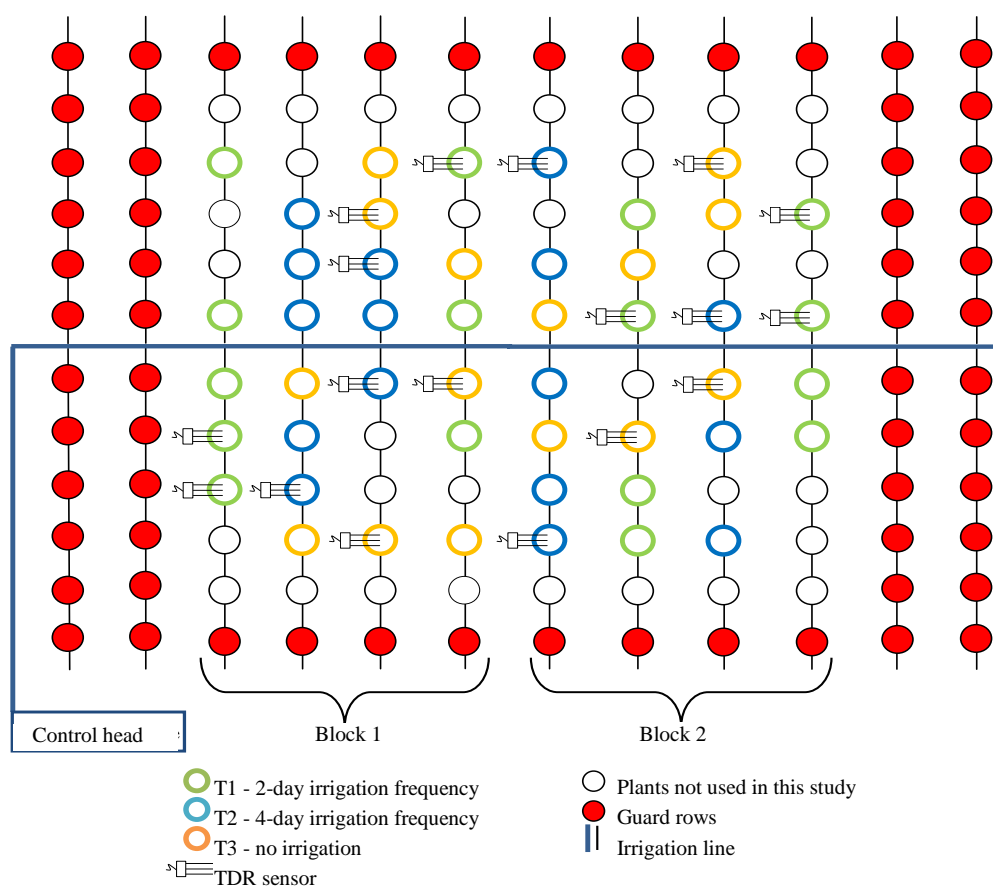 Control head
Block 1
Block 2
T1 - 2-day irrigation frequency
T2 - 4-day irrigation frequency
T3 - no irrigation
TDR sensor
Plants not used in this study
Guard rows
Irrigation line